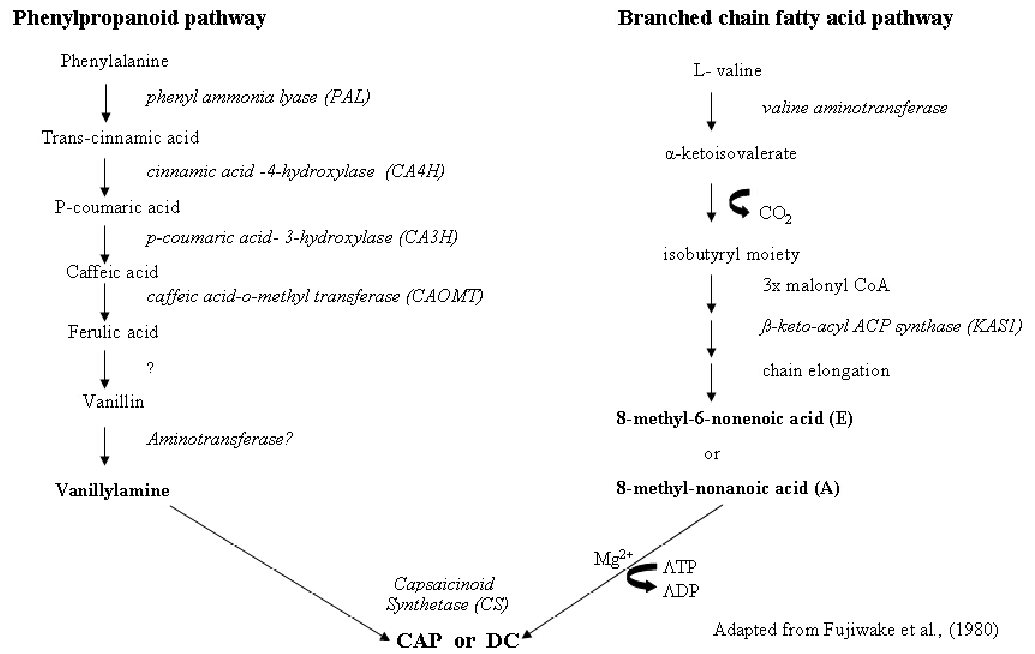 Phenylpropanoid pathway
Phenylalanine
phenyl ammonia lyase (PAL)
Trans-cinnamic acid
cinnamic acid -4-hydroxylase (CA4H)
P-coumaric acid
p-coumaric acid- 3-hydroxylase (CA3H)
Caffeic acid
caffeic acid-o-methyl transferase (CAOMT)
Ferulic acid
?
Vanillin
Aminotransferase?
Vanillylamine
Branched chain fatty acid pathway
L- valine
valine aminotransferase
α-ketoisovalerate
CO2
isobutyryl moiety
3x malonyl CoA
β-keto-acyl ACP synthase (KAS1)
chain elongation
8-methyl-6-nonenoic acid (E)
or
8-methyl-nonanoic acid (A)
Mg2+
ATP
ADP
Capsaicinoid
Synthetase (CS)
CAP or DC
Adapted from Fujiwake et al., (1980)